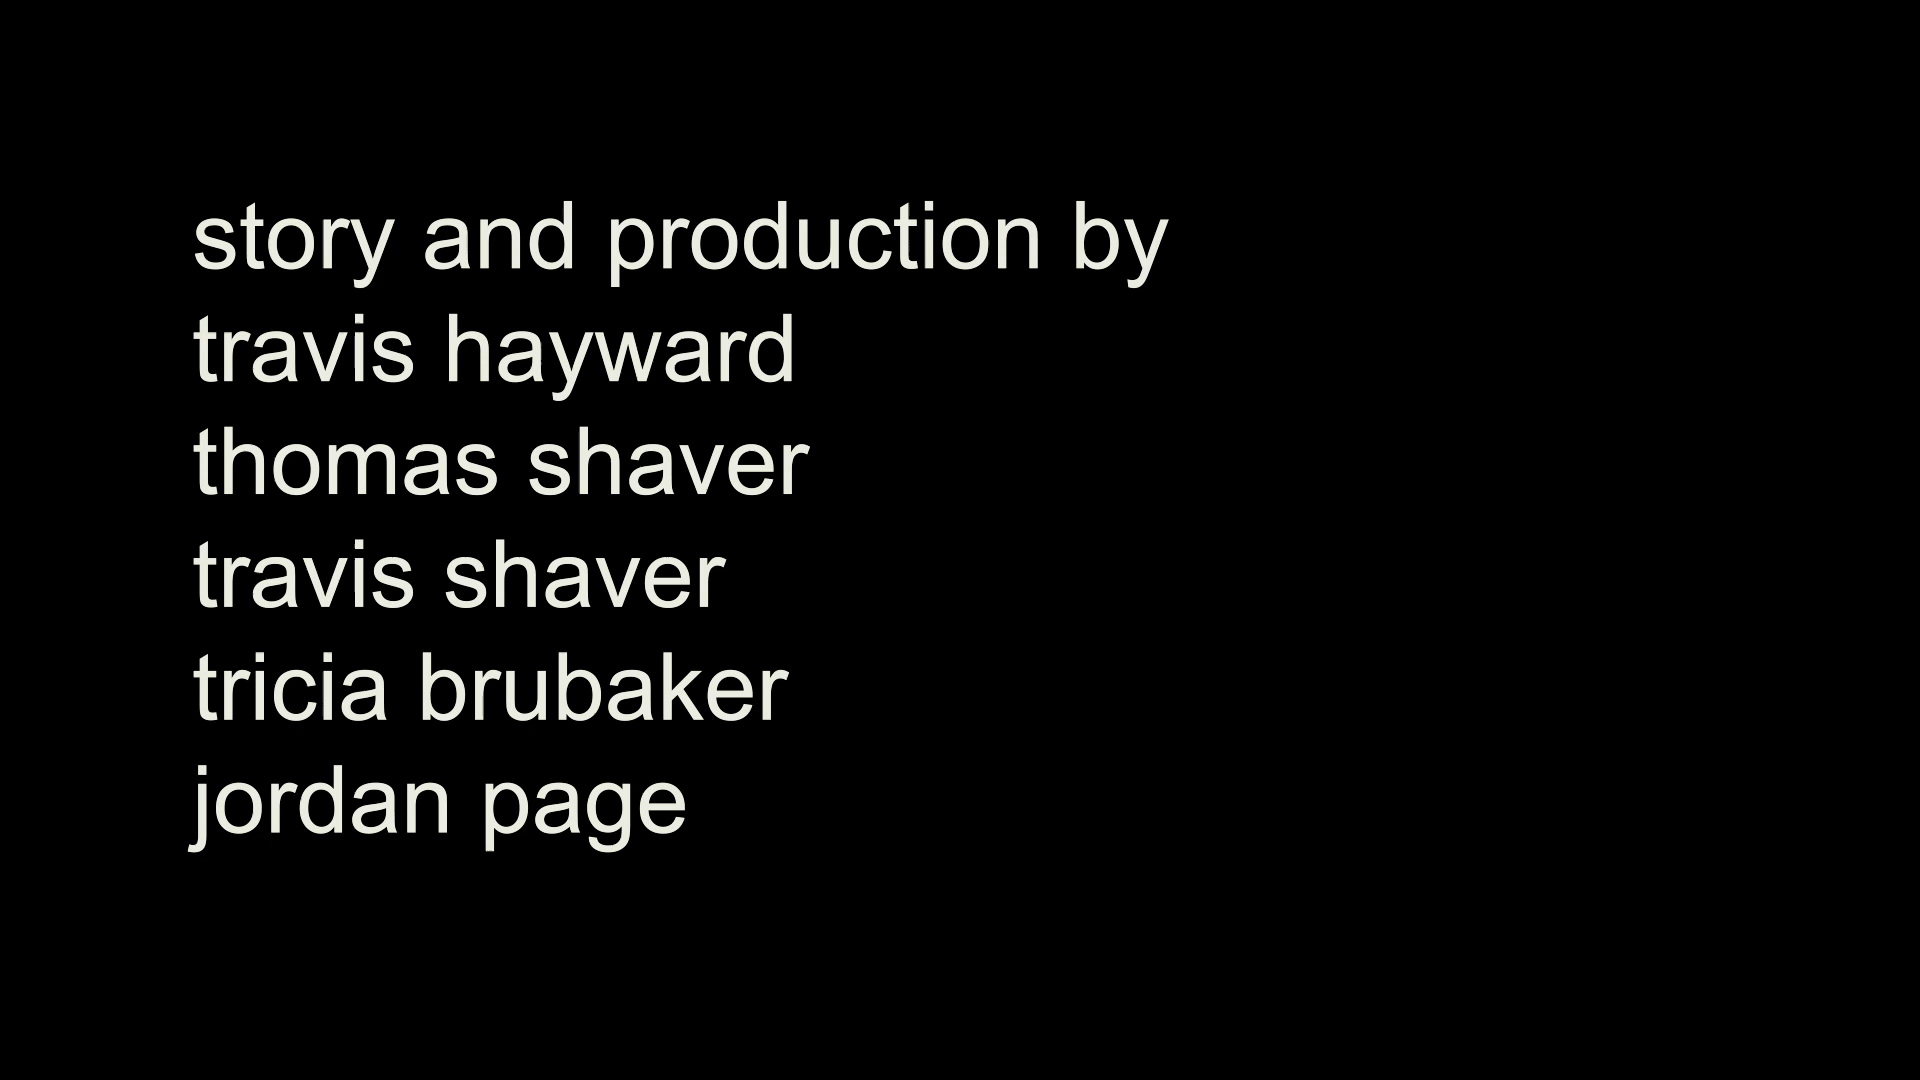 story and production by
travis hayward
thomas shaver
travis shaver
tricia brubaker
jordan page